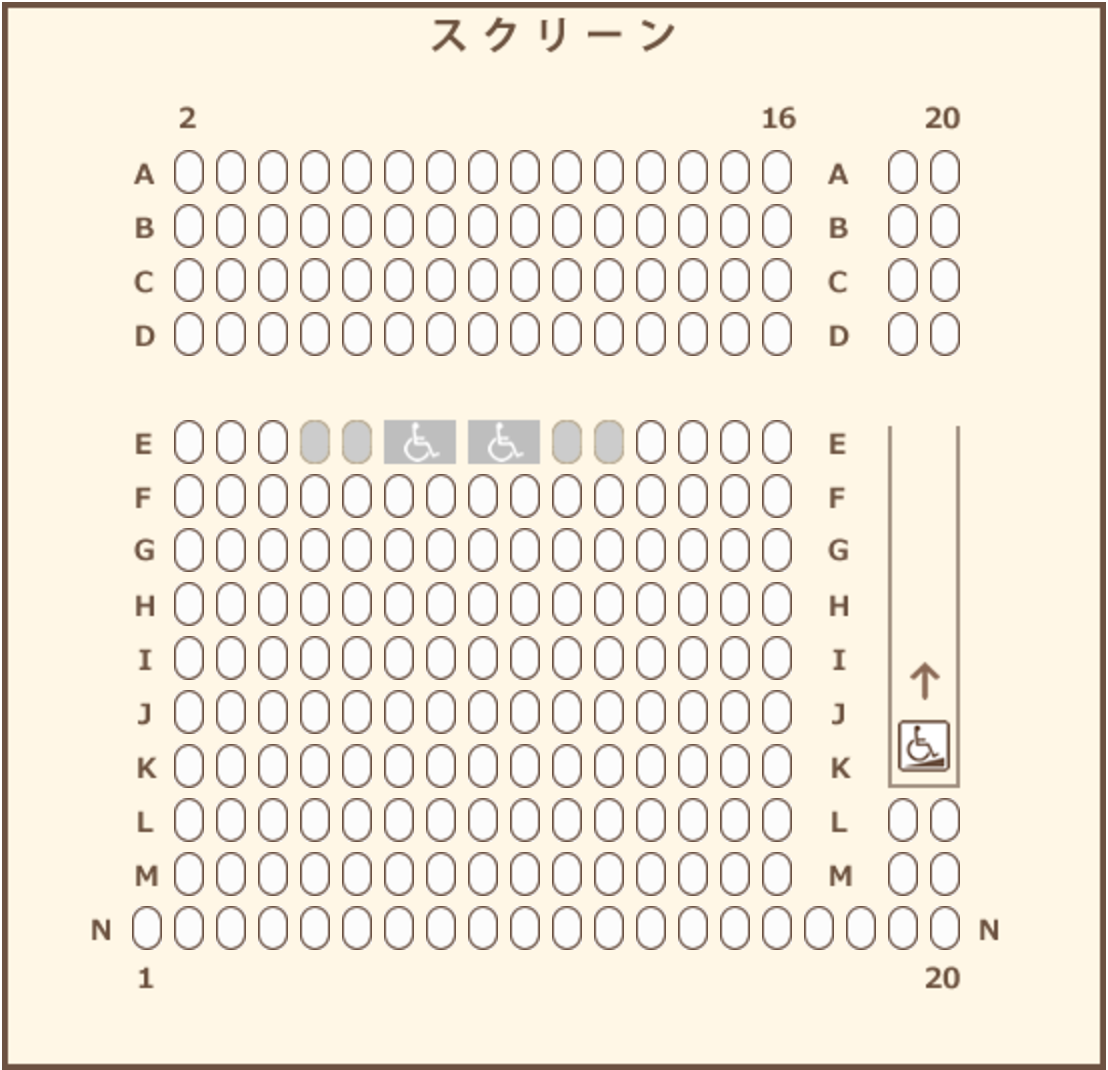 スクリーン
2 16 20
A A
B B
C C
D D
E E
F F
G G
H H
I I
J J
K K
L L
M M
N N
1 20